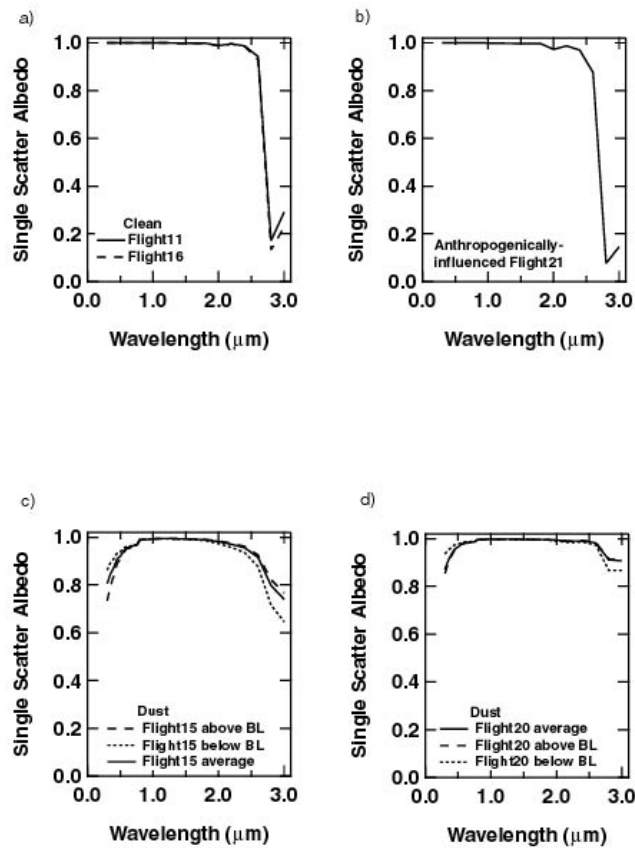 a)
Single Scatter Albedo
1.0
0.8
0.6
0.4
0.2
0.0
Clean
Flight11
Flight16
0.0 1.0 2.0 3.0
Wavelength (μm)
b)
Single Scatter Albedo
1.0
0.8
0.6
0.4
0.2
0.0
Anthropogenically-
influenced Flight21
0.0 1.0 2.0 3.0
Wavelength (μm)
c)
Single Scatter Albedo
1.0
0.8
0.6
0.4
0.2
0.0
Dust
Flight15 above BL
Flight15 below BL
Flight15 average
0.0 1.0 2.0 3.0
Wavelength (μm)
d)
Single Scatter Albedo
1.0
0.8
0.6
0.4
0.2
0.0
Dust
Flight20 average
Flight20 above BL
Flight20 below BL
0.0 1.0 2.0 3.0
Wavelength (μm)